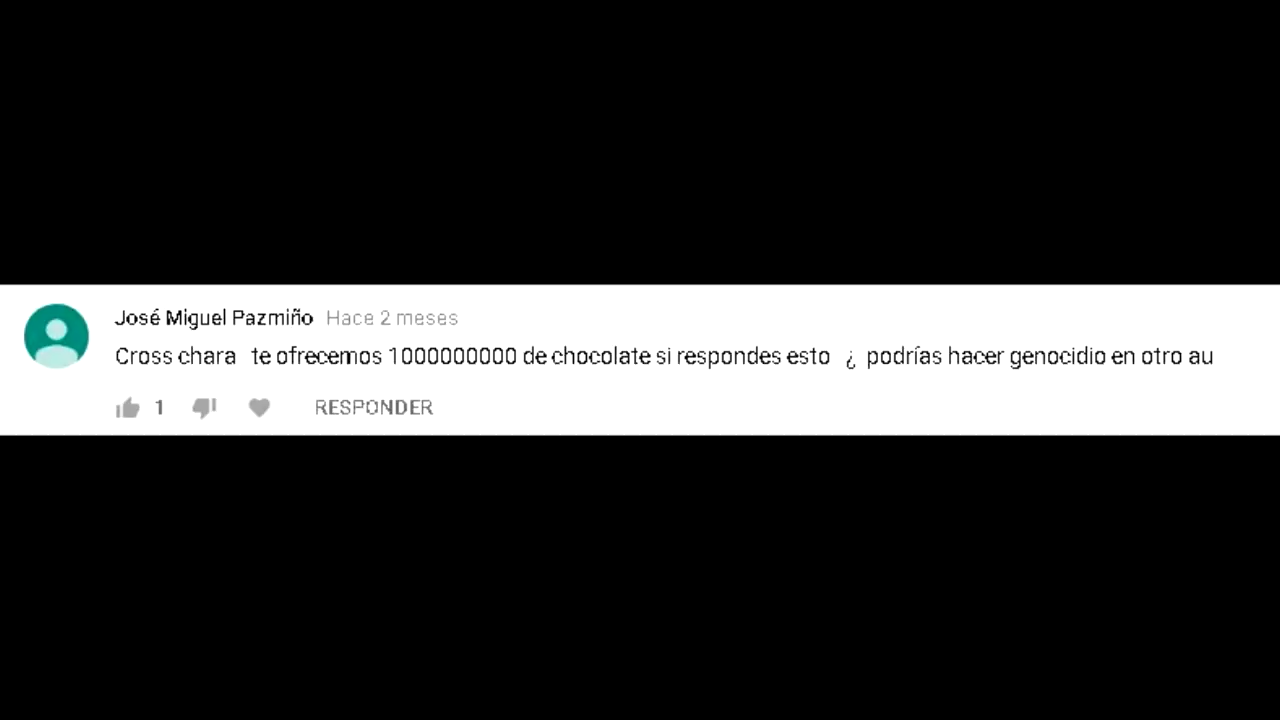 José Miguel Pazmiño Hace 2 meses
Cross chara te ofrecemos 1000000000 de chocolate si respondes esto ¿ podrías hacer genocidio en otro au
1 RESPONDER